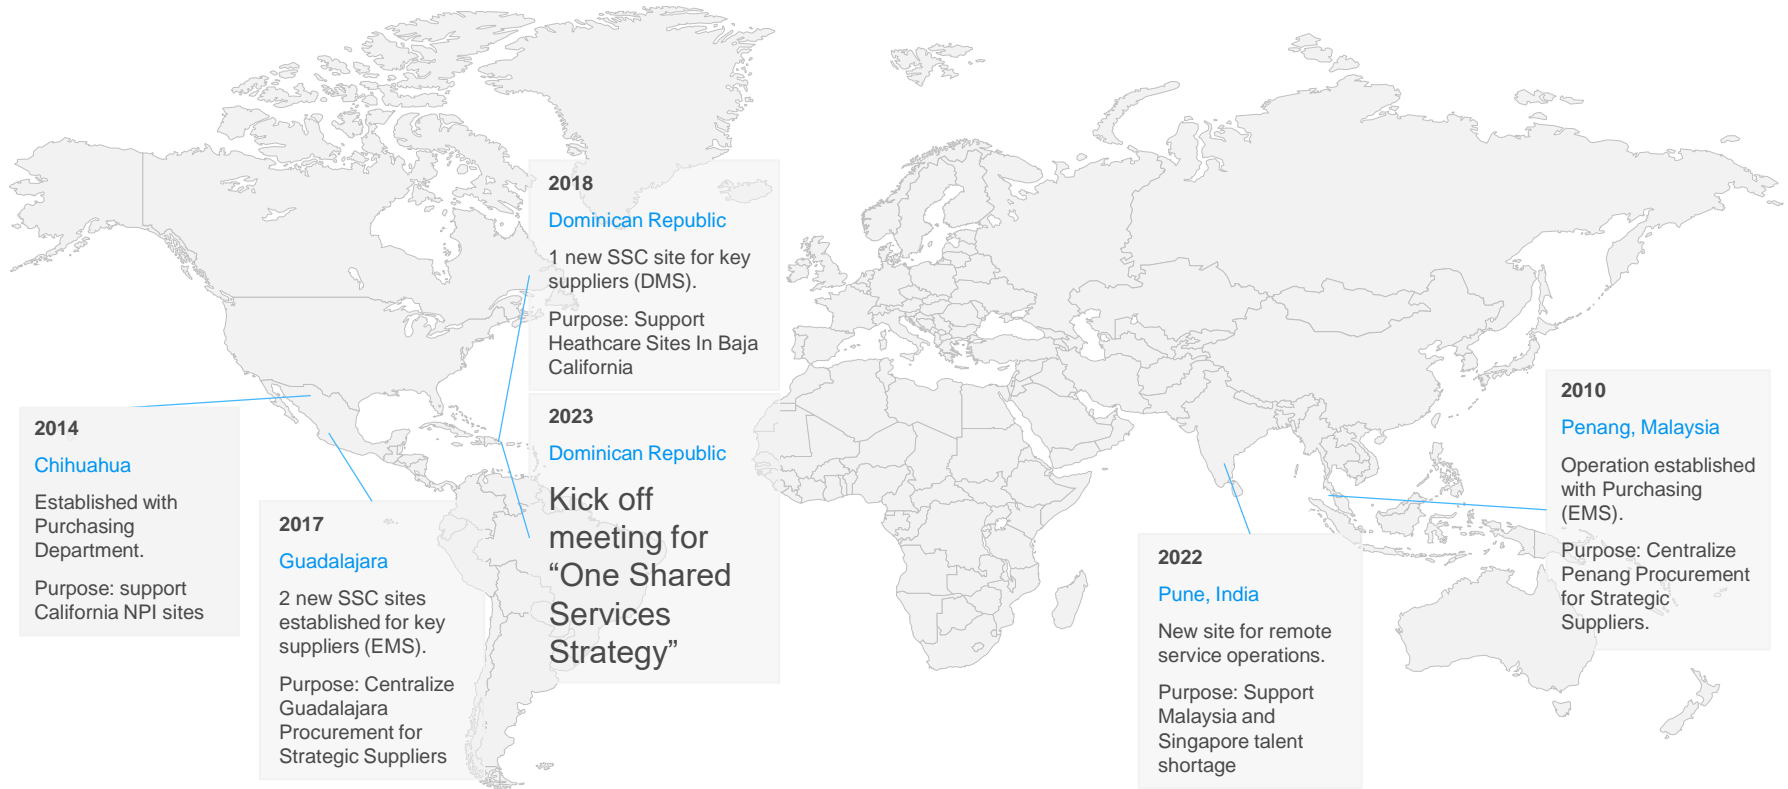 2018
Dominican Republic
1 new SSC site for key
suppliers (DMS).
Purpose: Support
Heathcare Sites In Baja
California
2023
Dominican Republic
Kick off
meeting for
“One Shared
Services
Strategy”
2014
Chihuahua
Established with
Purchasing
Department.
Purpose: support
California NPI sites
2017
Guadalajara
2 new SSC sites
established for key
suppliers (EMS).
Purpose: Centralize
Guadalajara
Procurement for
Strategic Suppliers
2022
Pune, India
New site for remote
service operations.
Purpose: Support
Malaysia and
Singapore talent
shortage
2010
Penang, Malaysia
Operation established
with Purchasing
(EMS).
Purpose: Centralize
Penang Procurement
for Strategic
Suppliers.